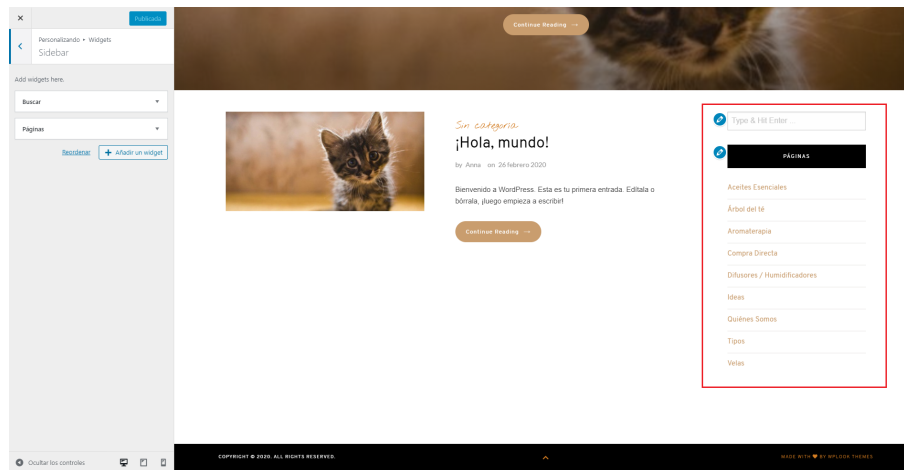 Publicada
Personalizando • Widgets
Sidebar
Add widgets here.
Buscar
Páginas
Reordenar
Añadir un widget
Ocultar los controles
Continue Reading →
Sin categoría
¡Hola, mundo!
by Anna on 26 febrero 2020
Bienvenido a WordPress. Esta es tu primera entrada. Edítala o
bórrala, ¡luego empieza a escribir!
Continue Reading →
Type & Hit Enter ...
PÁGINAS
Aceites Esenciales
Árbol del té
Aromaterapia
Compra Directa
Difusores / Humidificadores
Ideas
Quiénes Somos
Tipos
Velas
COPYRIGHT © 2020. ALL RIGHTS RESERVED.
MADE WITH ♥ BY WPLOOK THEMES